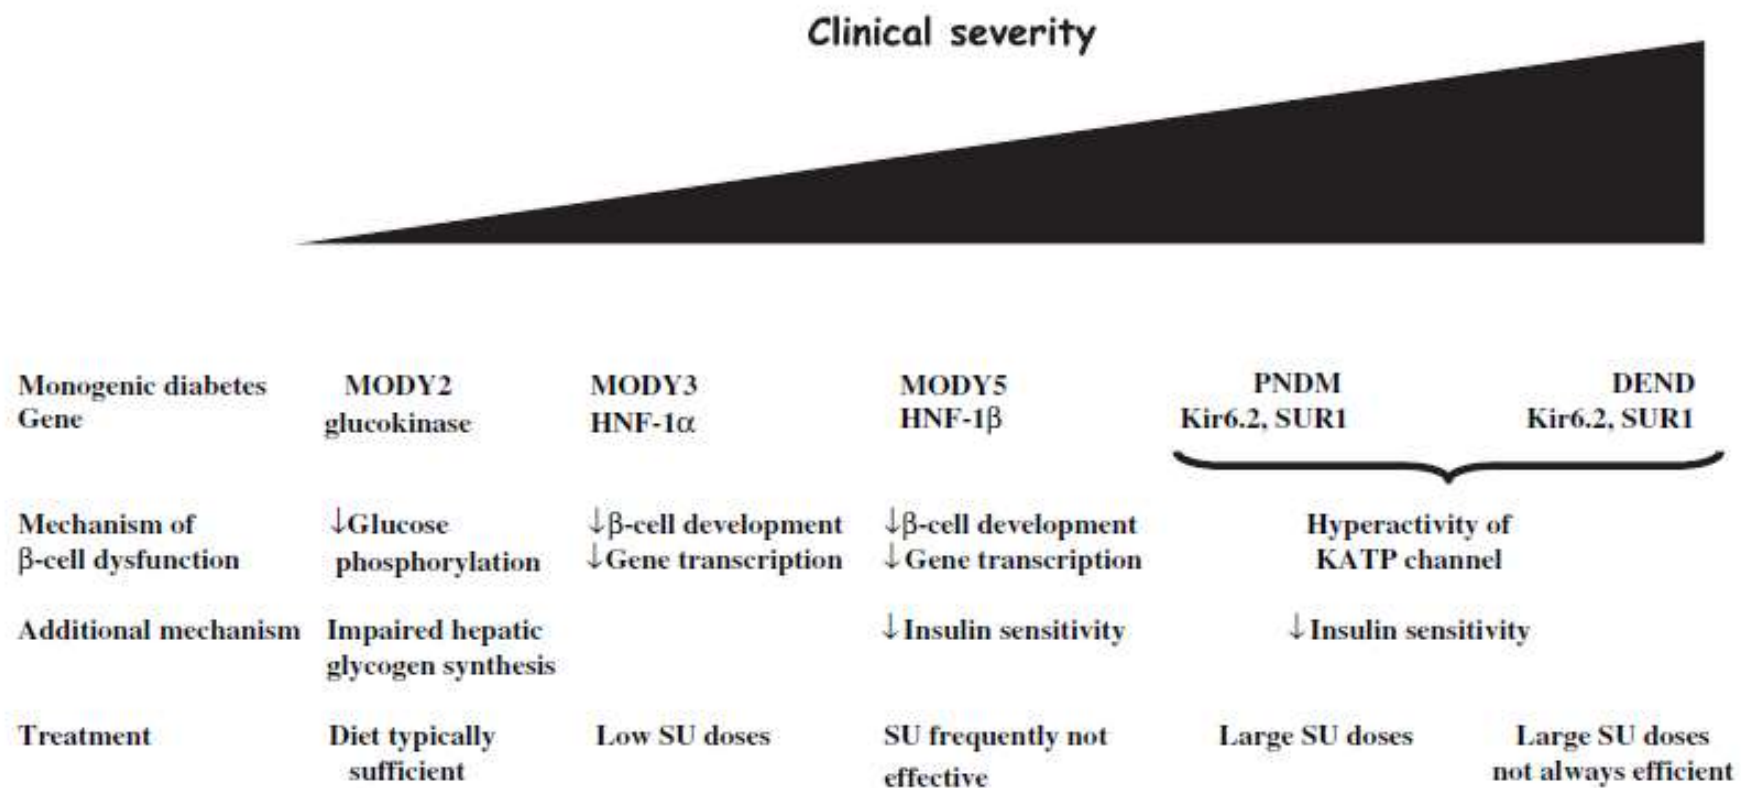 Clinical severity
Monogenic diabetes MODY2 MODY3 MODY5 PNDM DEND
Gene glucokinase HNF-1α HNF-1β Kir6.2, SUR1 Kir6.2, SUR1
Mechanism of ↓Glucose ↓β-cell development ↓β-cell development Hyperactivity of
β-cell dysfunction phosphorylation ↓Gene transcription ↓Gene transcription KATP channel
Additional mechanism Impaired hepatic ↓Insulin sensitivity ↓Insulin sensitivity
glycogen synthesis
Treatment Diet typically Low SU doses SU frequently not Large SU doses Large SU doses
sufficient effective not always efficient